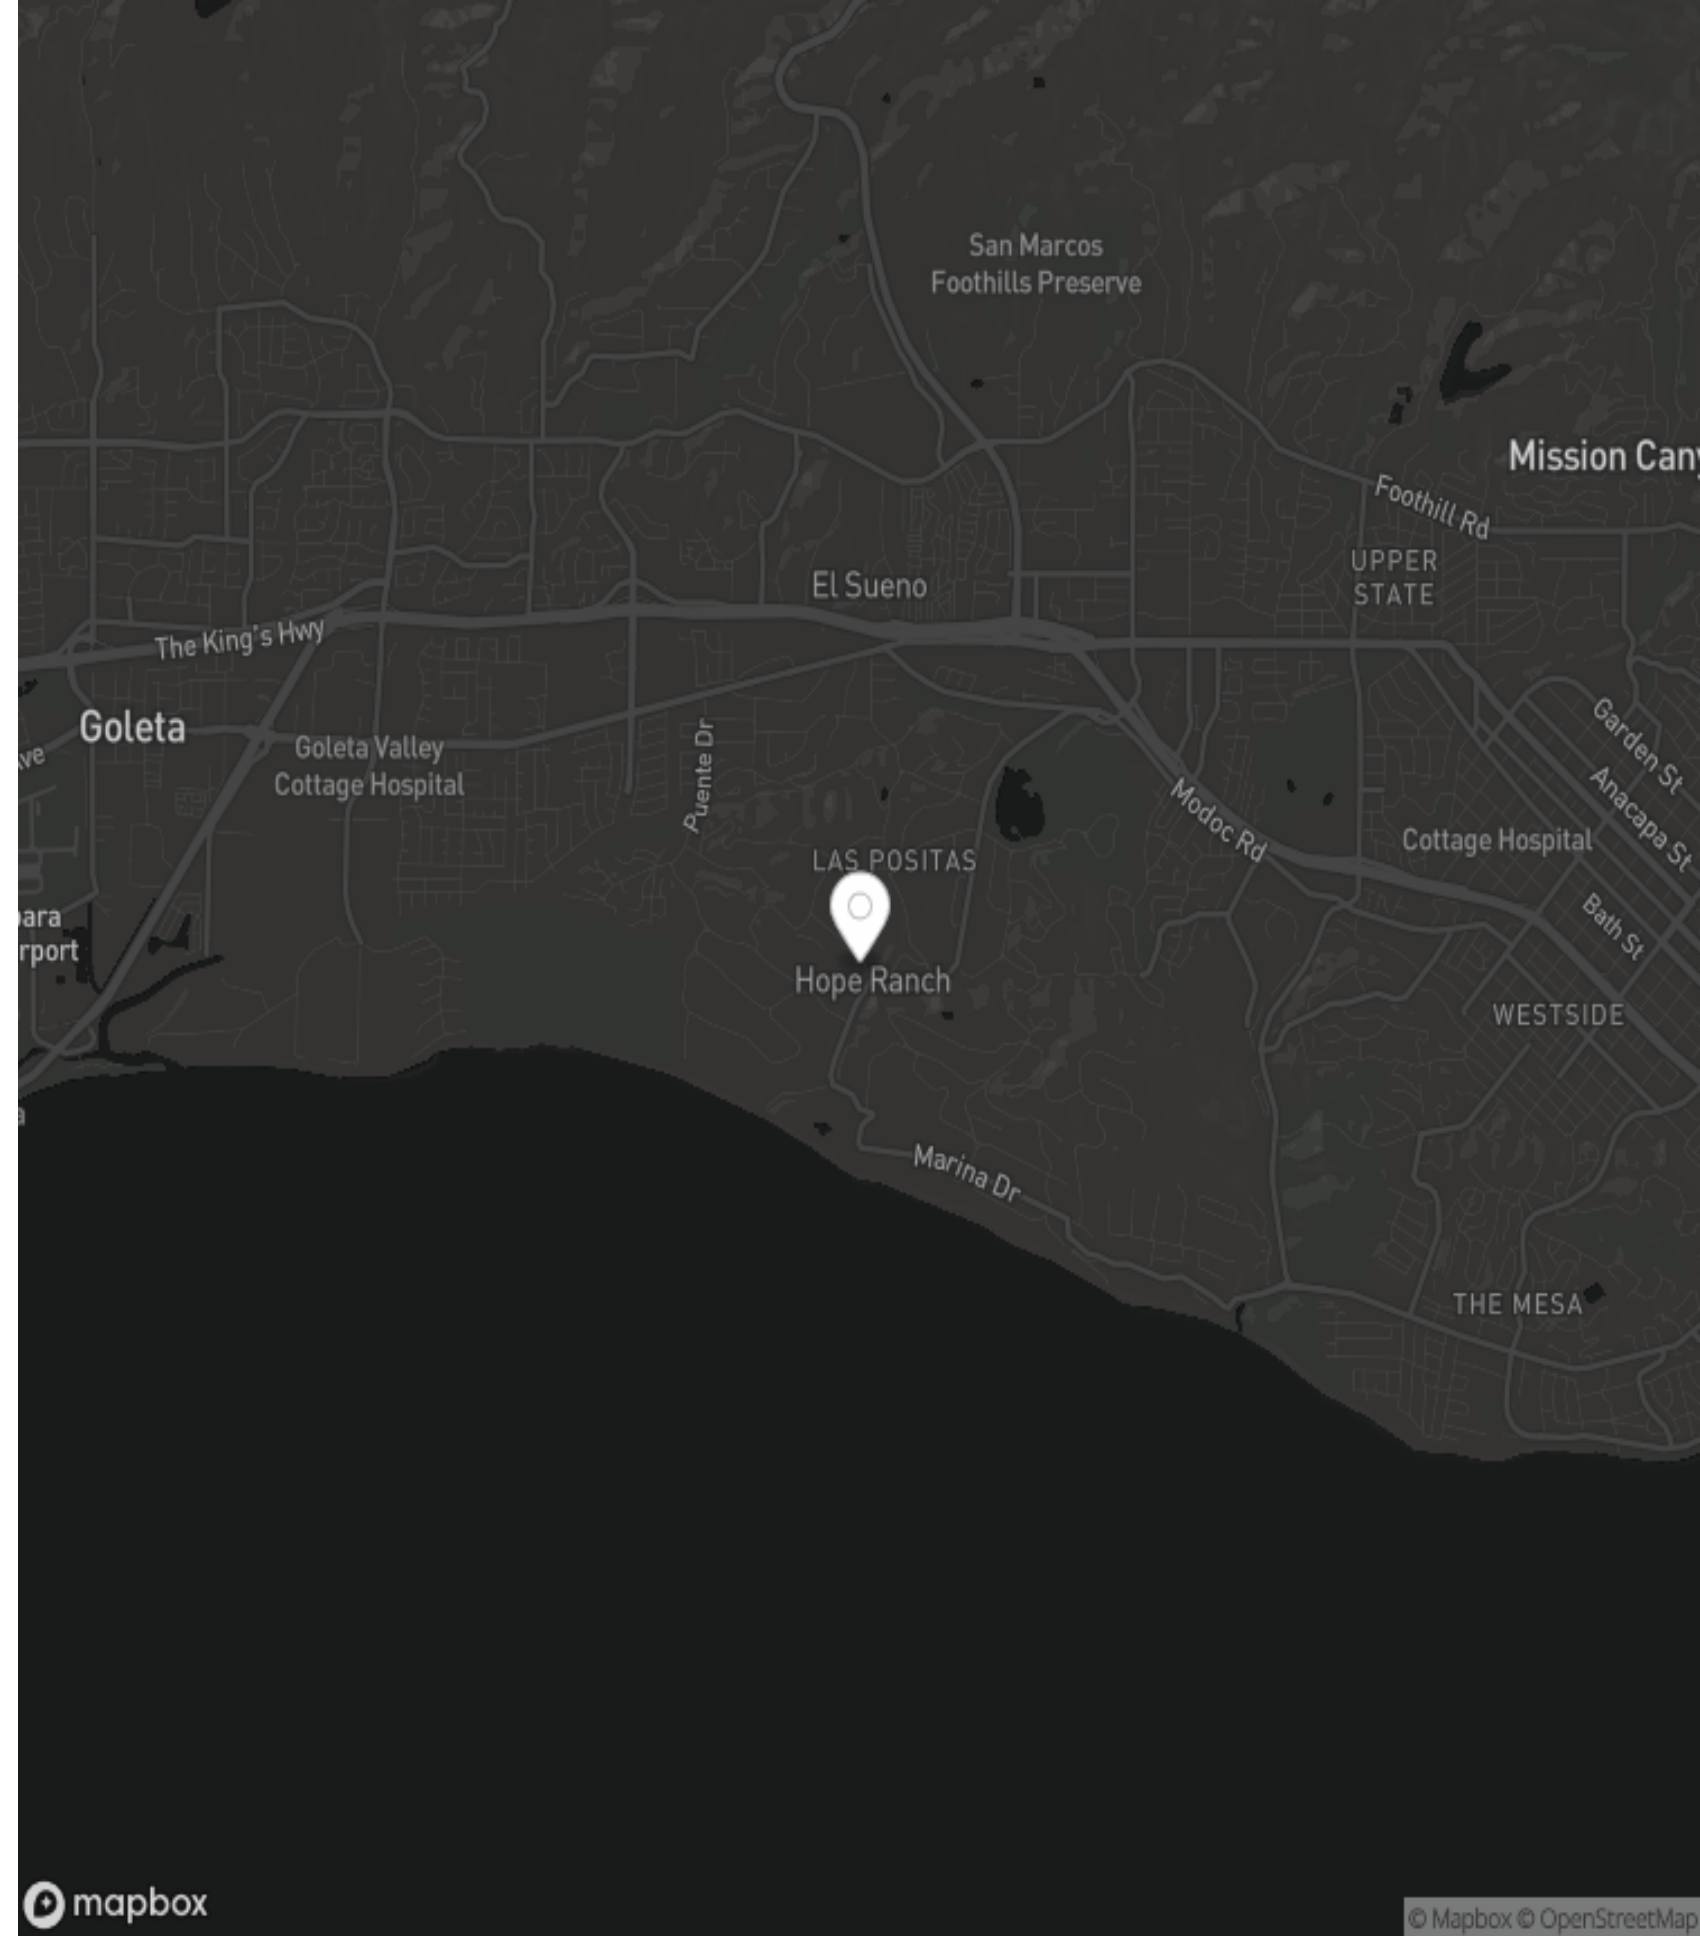 San Marcos
Foothills Preserve
Mission Can
Foothill Rd
UPPER
STATE
El Sueno
The King's Hwy
Goleta
Garden St
Puente Dr
Goleta Valley
Cottage Hospital
Anacapa St
Modoc Rd
Cottage Hospital
LAS POSITAS
Bath St
Hope Ranch
WESTSIDE
Marina Dr
THE MESA
mapbox
© Mapbox © OpenStreetMap